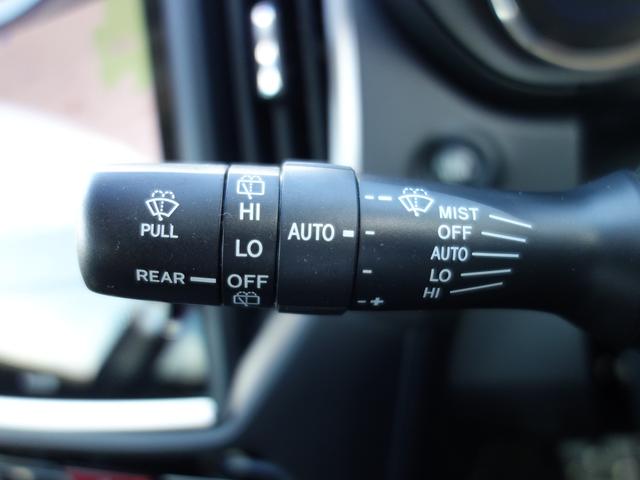 PULL
REAR
HI
LO
OFF
AUTO
- +
MIST
OFF
AUTO
LO
HI